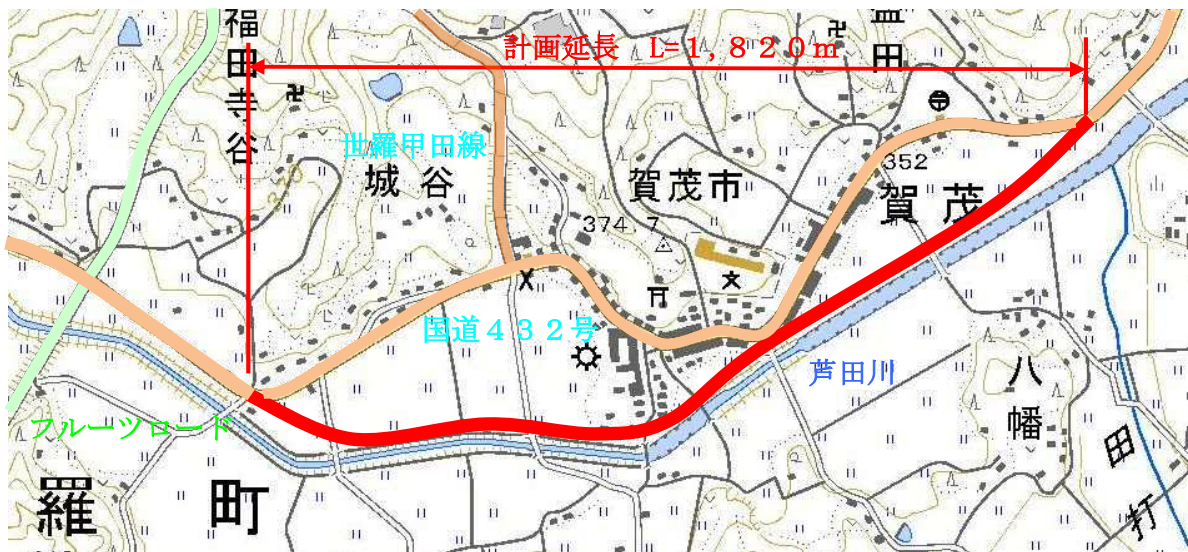 福田寺谷
計画延長 L=1,820m
世羅甲田線
城谷
賀茂市
374.7
352
賀茂
国道432号
芦田川
八幡
フルーツロード
羅町
田打